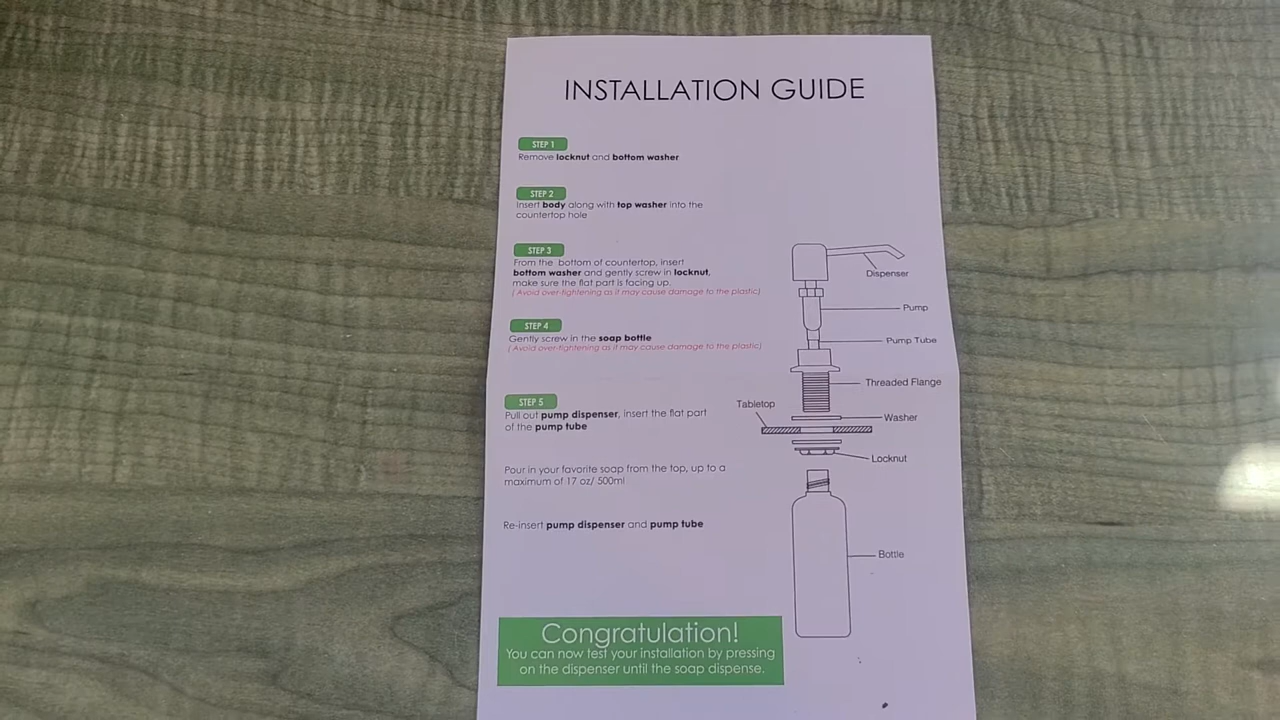 INSTALLATION GUIDE
STEP 1
Remove locknut and bottom washer
STEP 2
Insert body along with top washer into the
countertop hole
STEP 3
From the bottom of countertop, insert
bottom washer and gently screw in locknut,
make sure the flat part is facing up.
( Avoid over-tightening as it may cause damage to the plastic)
STEP 4
Gently screw in the soap bottle
( Avoid over-tightening as it may cause damage to the plastic)
STEP 5
Pull out pump dispenser, insert the flat part
of the pump tube
Pour in your favorite soap from the top, up to a
maximum of 17 oz/ 500ml
Re-insert pump dispenser and pump tube
Congratulation!
You can now test your installation by pressing
on the dispenser until the soap dispense.
Dispenser
Pump
Pump Tube
Threaded Flange
Tabletop
Washer
Locknut
Bottle